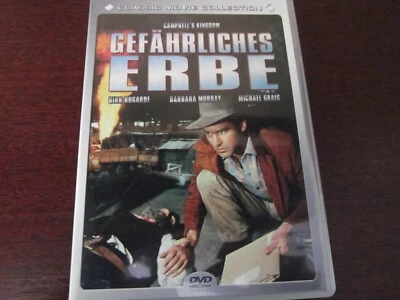 CLASSIC MOVIE COLLECTION
CAMPBELL'S KINGDOM
GEFÄHRLICHES
ERBE
DIRK BOGARDE BARBARA MURRAY MICHAEL CRAIG
DVD